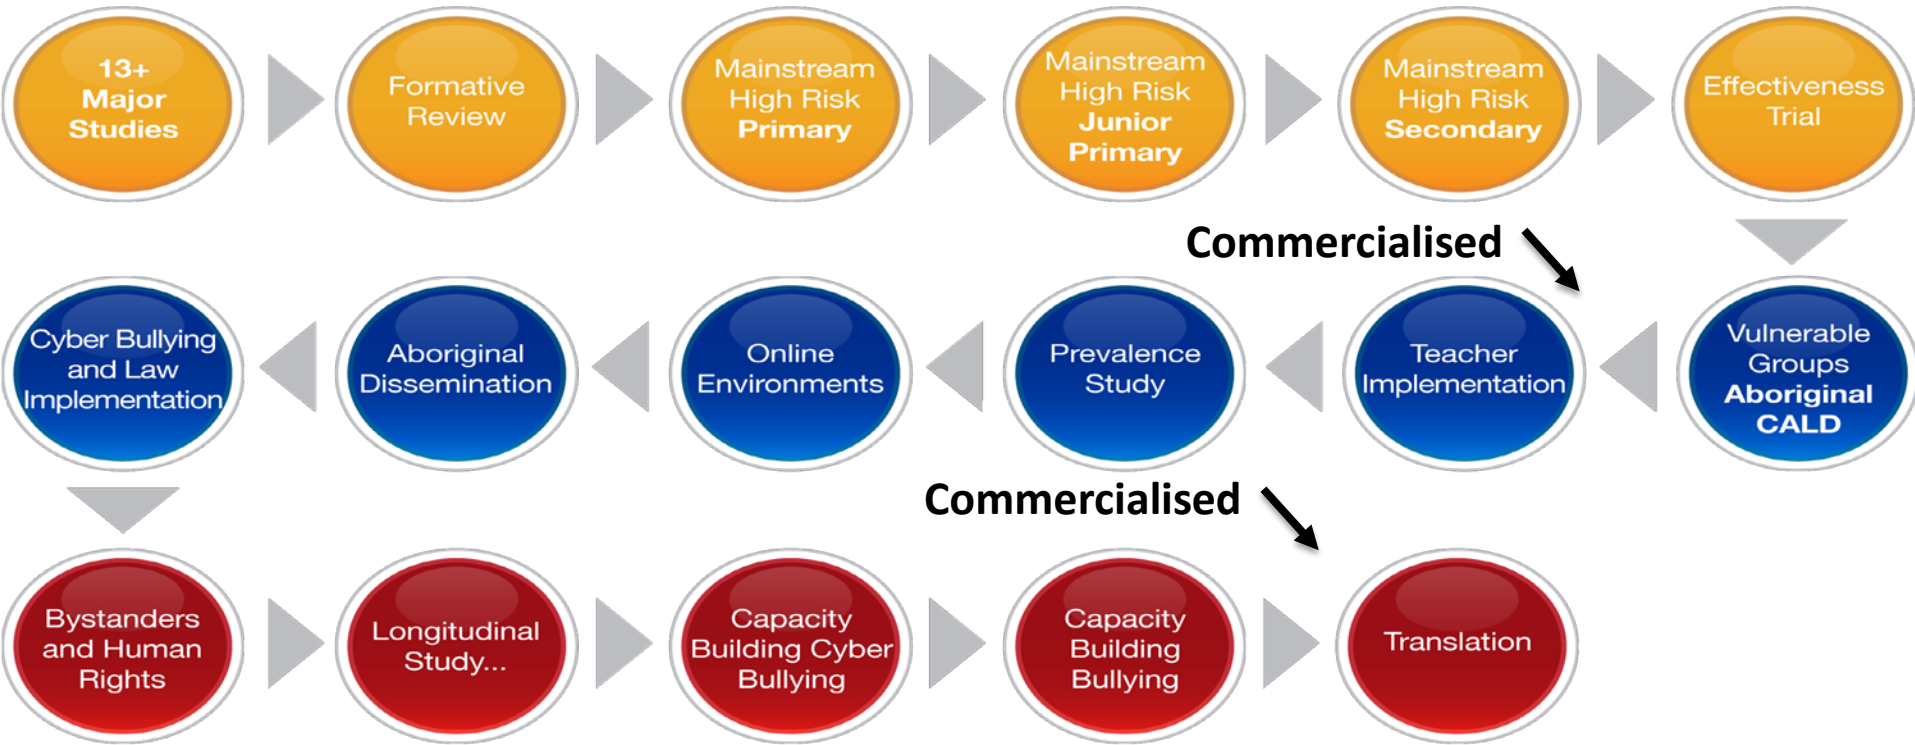 13+
Major
Studies
Formative
Review
Mainstream
High Risk
Primary
Mainstream
High Risk
Junior
Primary
Mainstream
High Risk
Secondary
Effectiveness
Trial
Commercialised
Cyber Bullying
and Law
Implementation
Aboriginal
Dissemination
Online
Environments
Prevalence
Study
Teacher
Implementation
Vulnerable
Groups
Aboriginal
CALD
Commercialised
Bystanders
and Human
Rights
Longitudinal
Study...
Capacity
Building Cyber
Bullying
Capacity
Building
Bullying
Translation